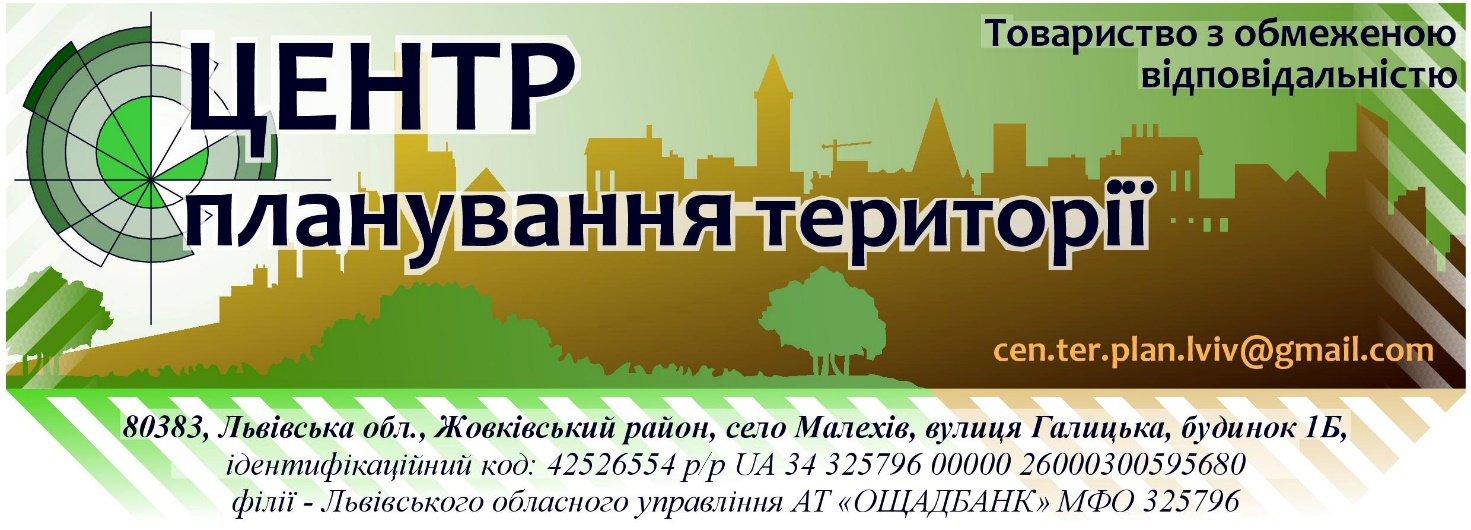 Товариство з обмеженою
відповідальністю
ЦЕНТР
планування території
cen.ter.plan.lviv@gmail.com
80383, Львівська обл., Жовківський район, село Малехів, вулиця Галицька, будинок 1Б,
ідентифікаційний код: 42526554 р/р UA 34 325796 00000 26000300595680
філії - Львівського обласного управління АТ «ОЩАДБАНК» МФО 325796